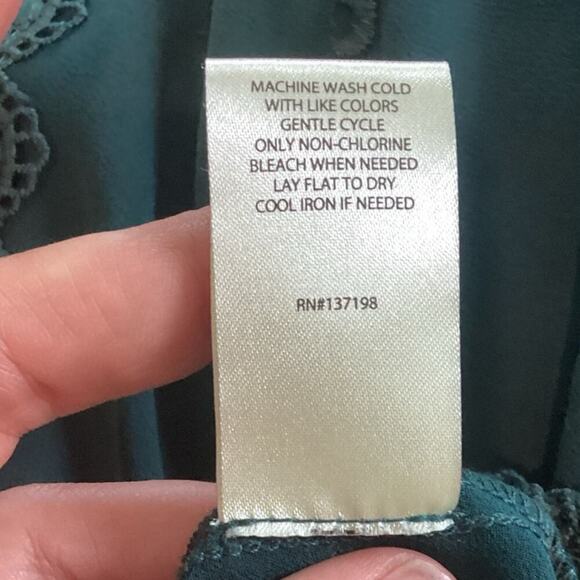 MACHINE WASH COLD
WITH LIKE COLORS
GENTLE CYCLE
ONLY NON-CHLORINE
BLEACH WHEN NEEDED
LAY FLAT TO DRY
COOL IRON IF NEEDED
RN#137198